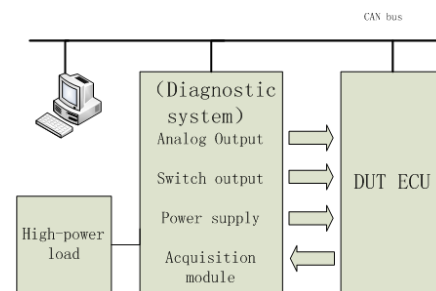 CAN bus
(Diagnostic
system)
Analog Output
Switch output
DUT ECU
Power supply
High-power
load
Acquisition
module